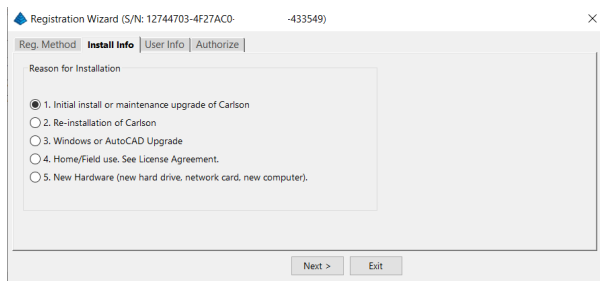 Registration Wizard (S/N: 12744703-4F27AC0- -433549)
Reg. Method Install Info User Info Authorize
Reason for Installation
1. Initial install or maintenance upgrade of Carlson
2. Re-installation of Carlson
3. Windows or AutoCAD Upgrade
4. Home/Field use. See License Agreement.
5. New Hardware (new hard drive, network card, new computer).
Next > Exit